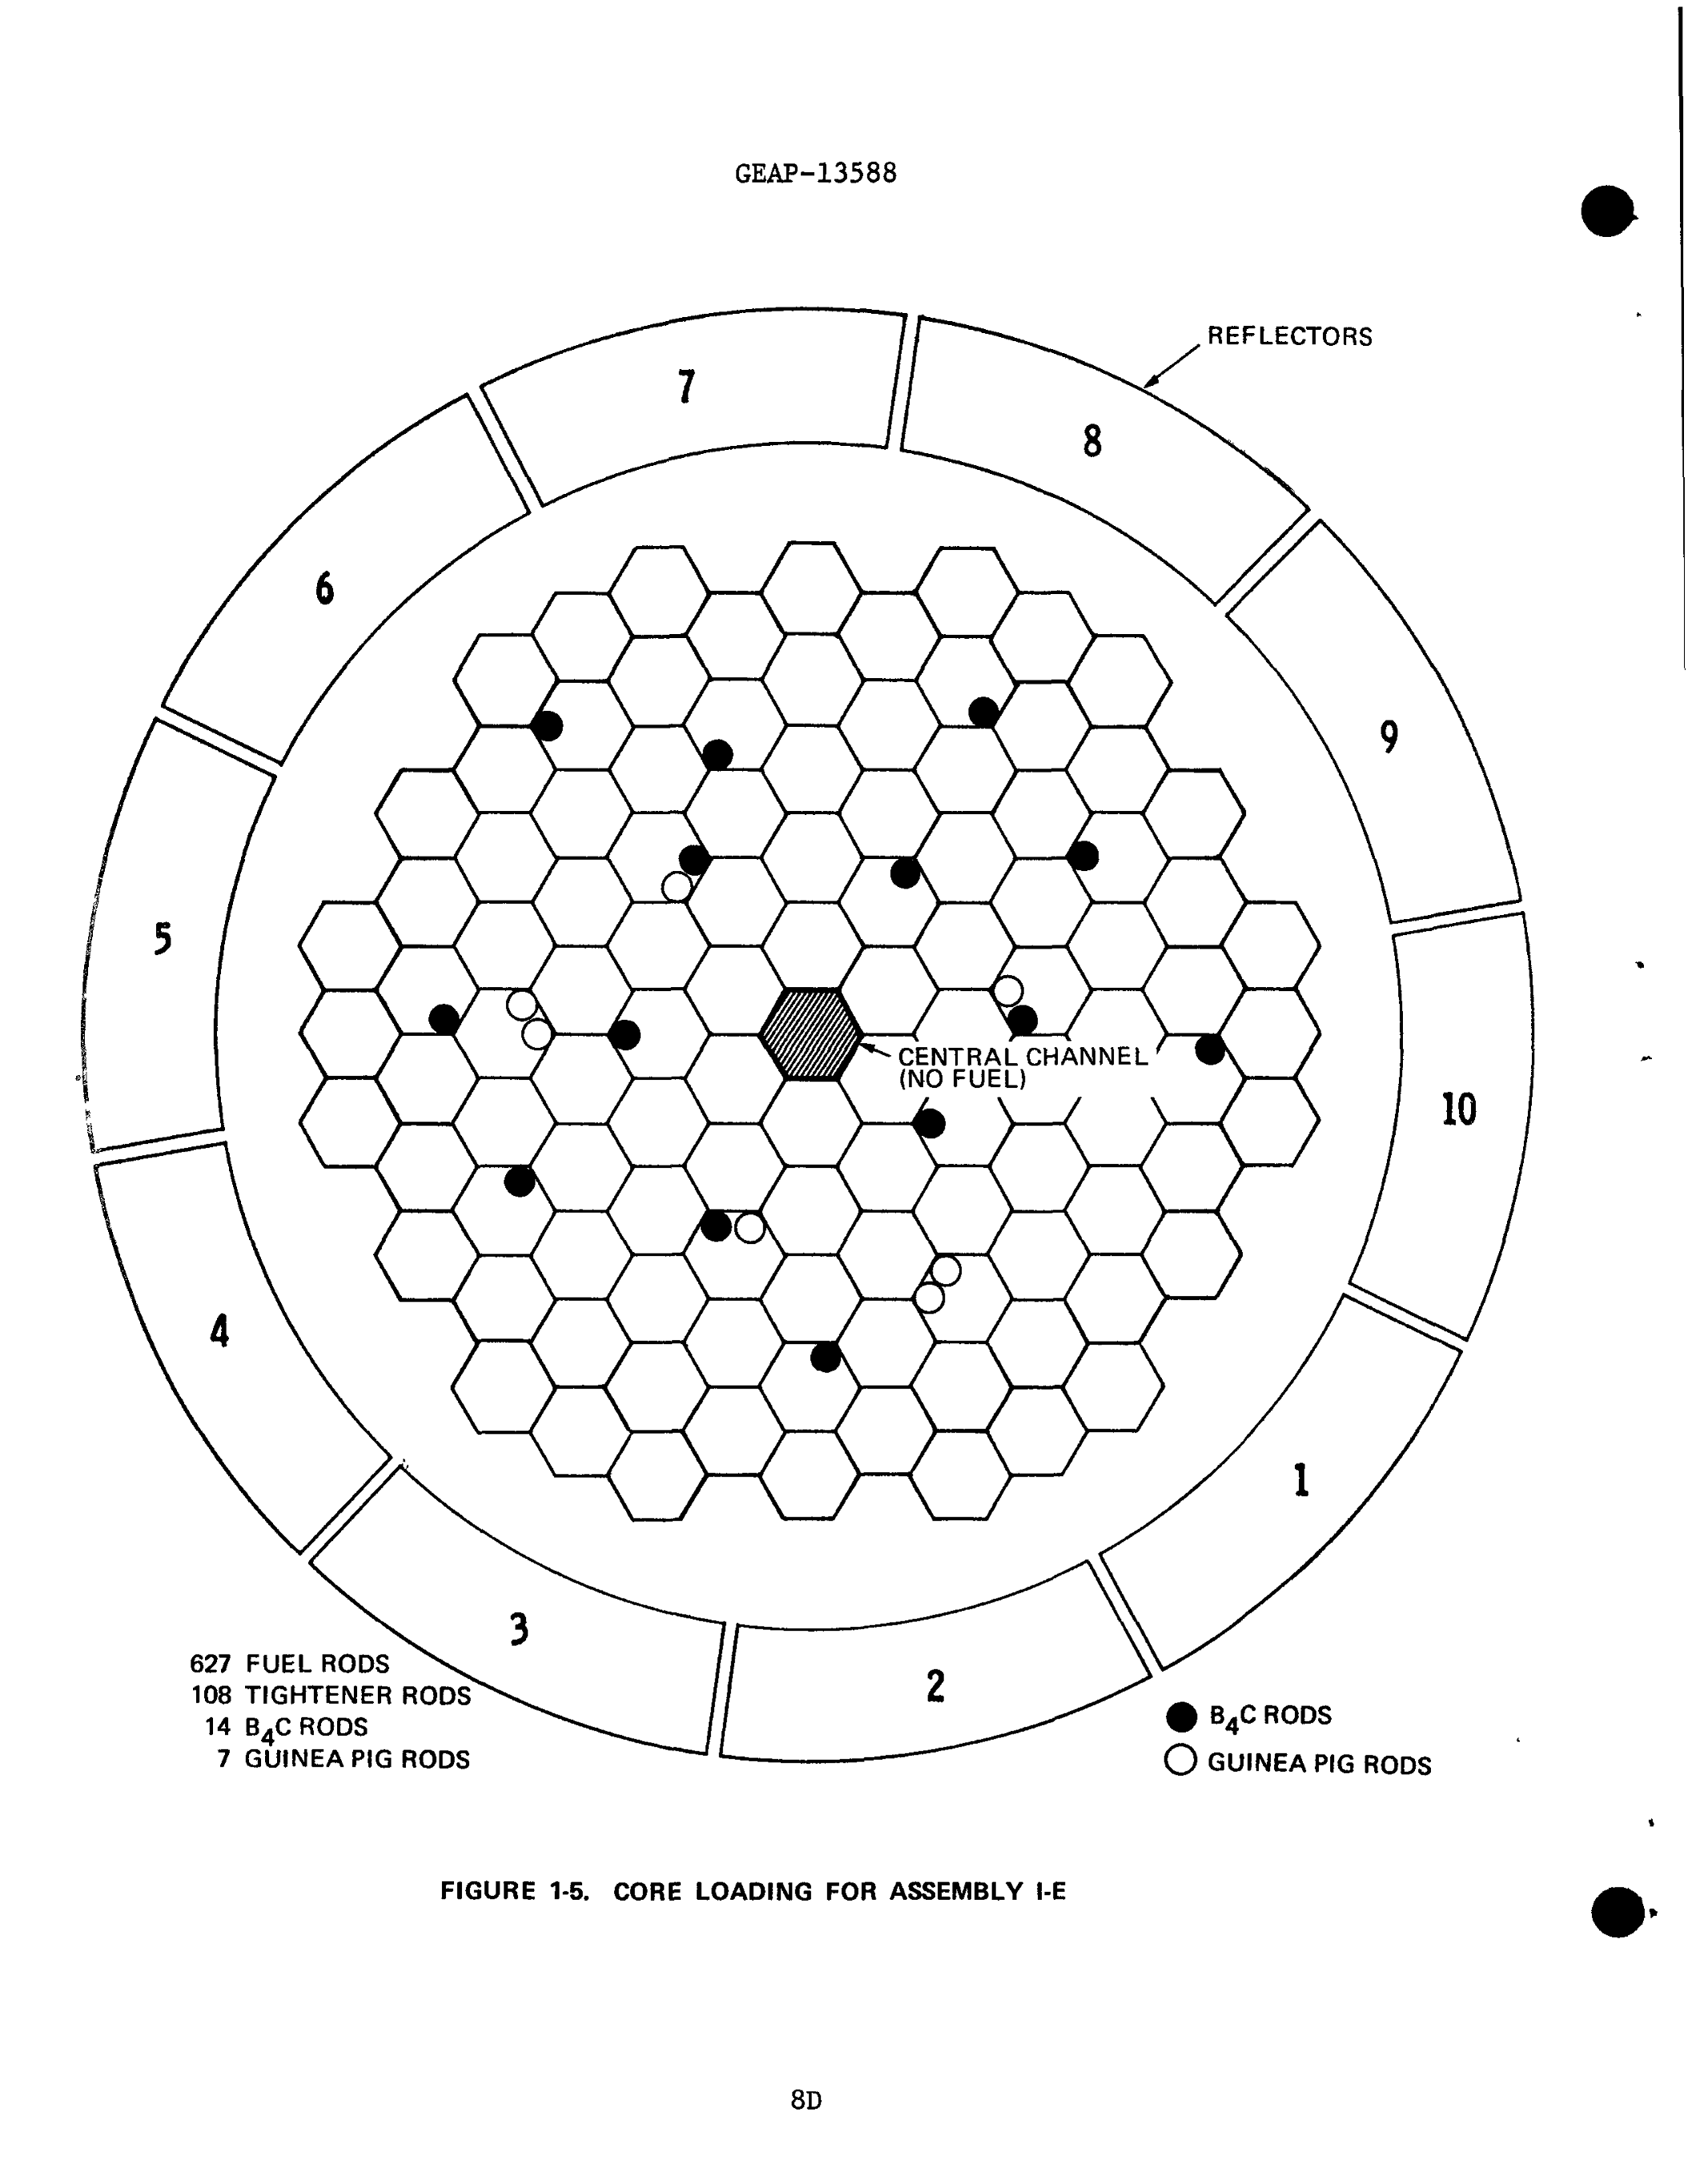 GEAP-13588
REFLECTORS
7
8
6
9
5
CENTRAL CHANNEL
(NO FUEL)
10
4
1
3
2
627 FUEL RODS
108 TIGHTENER RODS
14 B4C RODS
7 GUINEA PIG RODS
B4C RODS
GUINEA PIG RODS
FIGURE 1-5. CORE LOADING FOR ASSEMBLY I-E
8D